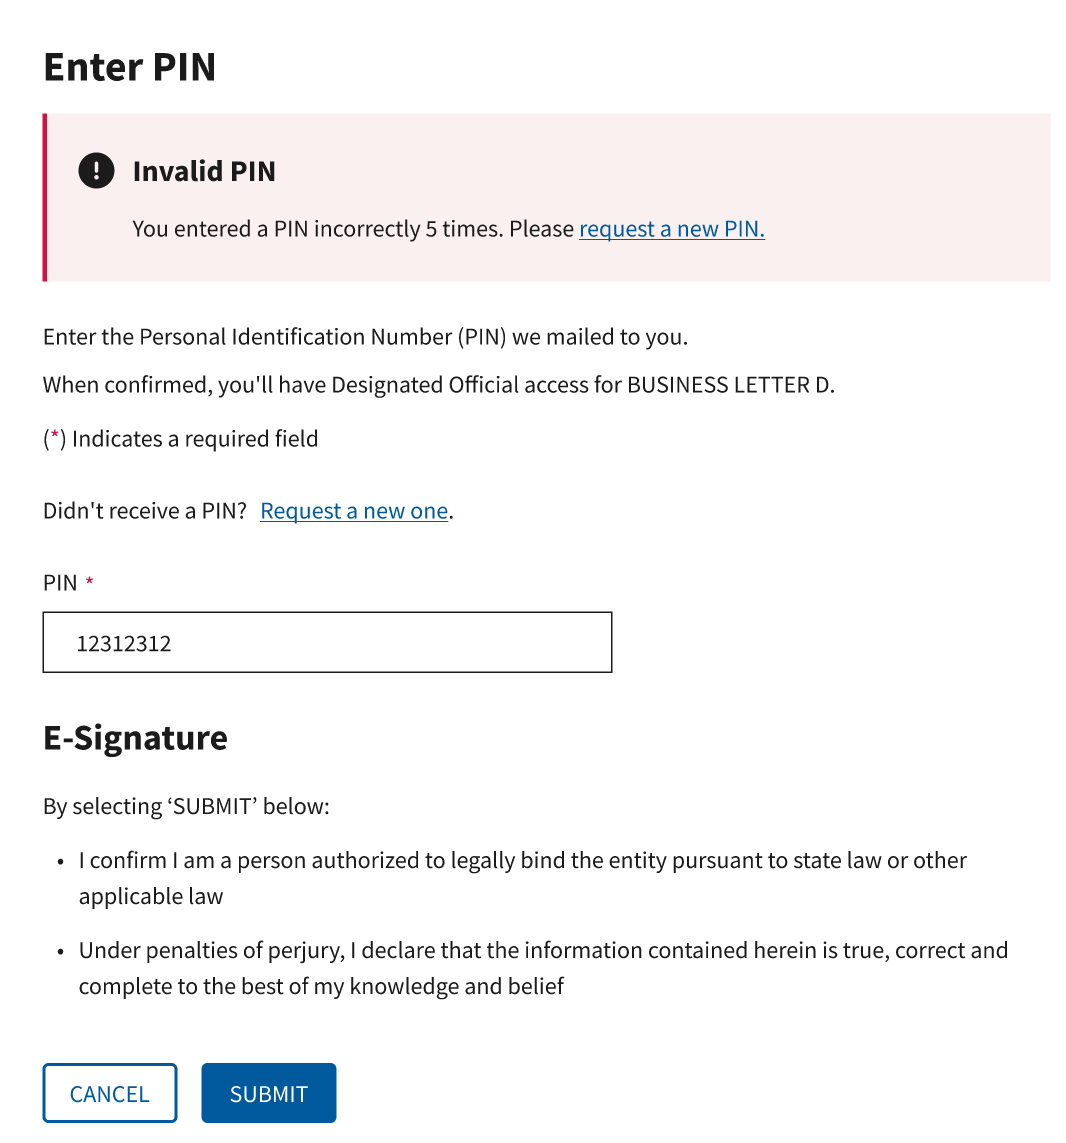 Enter PIN
Invalid PIN
You entered a PIN incorrectly 5 times. Please request a new PIN.
Enter the Personal Identification Number (PIN) we mailed to you.
When confirmed, you'll have Designated Official access for BUSINESS LETTER D.
(*) Indicates a required field
Didn't receive a PIN? Request a new one.
PIN *
12312312
E-Signature
By selecting ‘SUBMIT’ below:
• I confirm I am a person authorized to legally bind the entity pursuant to state law or other
applicable law
• Under penalties of perjury, I declare that the information contained herein is true, correct and
complete to the best of my knowledge and belief
CANCEL SUBMIT